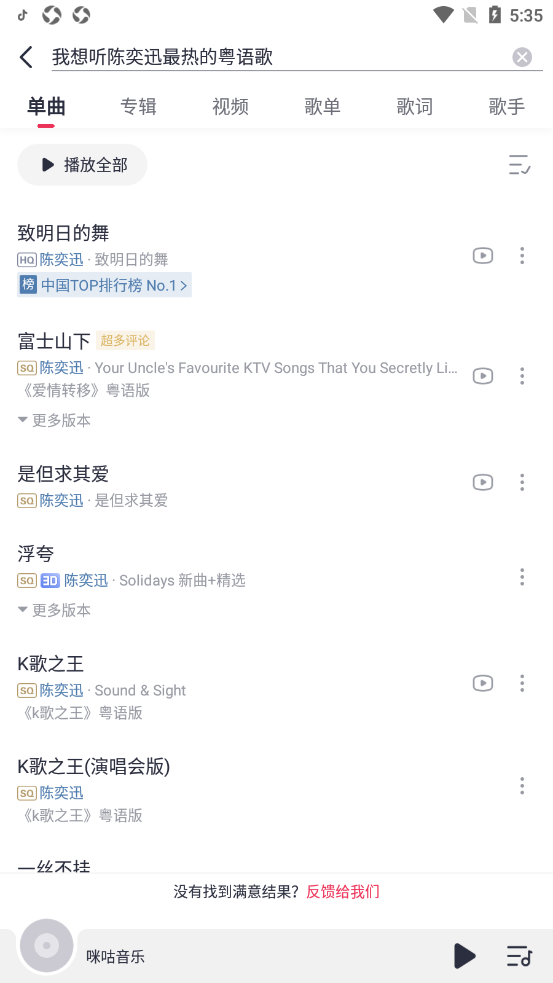 5:35
我想听陈奕迅最热的粤语歌
单曲 专辑 视频 歌单 歌词 歌手
播放全部
致明日的舞
HQ 陈奕迅 · 致明日的舞
榜 中国TOP排行榜 No.1
富士山下 超多评论
SQ 陈奕迅 · Your Uncle's Favourite KTV Songs That You Secretly Li...
《爱情转移》粤语版
更多版本
是但求其爱
SQ 陈奕迅 · 是但求其爱
浮夸
SQ 3D 陈奕迅 · Solidays 新曲+精选
更多版本
K歌之王
SQ 陈奕迅 · Sound & Sight
《k歌之王》粤语版
K歌之王(演唱会版)
SQ 陈奕迅
《k歌之王》粤语版
一丝不挂
没有找到满意结果? 反馈给我们
咪咕音乐